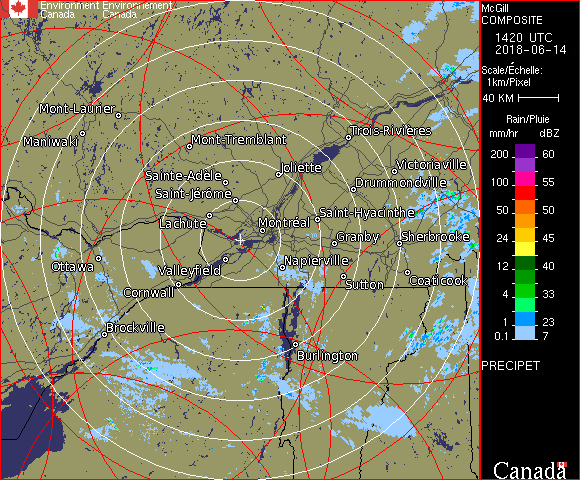 Environment Environnement
Canada Canada
McGill
COMPOSITE
1420 UTC
2018-06-14
Scale/Échelle:
1km/Pixel
40 KM
Rain/Pluie
mm/hr dBZ
200 60
100 55
50 50
24 45
12 40
4 33
1 23
0.1 7
PRECIPET
Canada
Mont-Laurier
Maniwaki
Mont-Tremblant
Trois-Rivières
Joliette
Victoriaville
Sainte-Adèle
Drummondville
Saint-Jérôme
Lachute
Saint-Hyacinthe
Montréal
Granby
Sherbrooke
Ottawa
Valleyfield
Napierville
Cornwall
Sutton
Coaticook
Brockville
Burlington